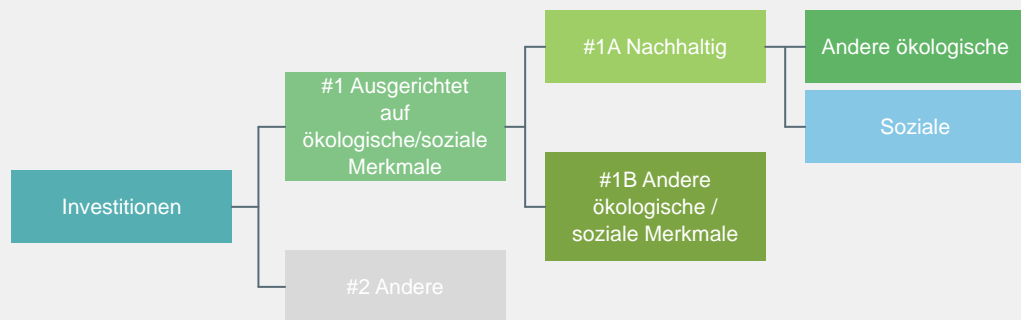 Investitionen
#1 Ausgerichtet
auf
ökologische/soziale
Merkmale
#2 Andere
#1A Nachhaltig
#1B Andere
ökologische /
soziale Merkmale
Andere ökologische
Soziale